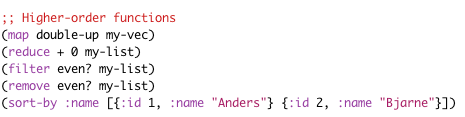 ;; Higher-order functions
(map double-up my-vec)
(reduce + 0 my-list)
(filter even? my-list)
(remove even? my-list)
(sort-by :name [{:id 1, :name "Anders"} {:id 2, :name "Bjarne"}])